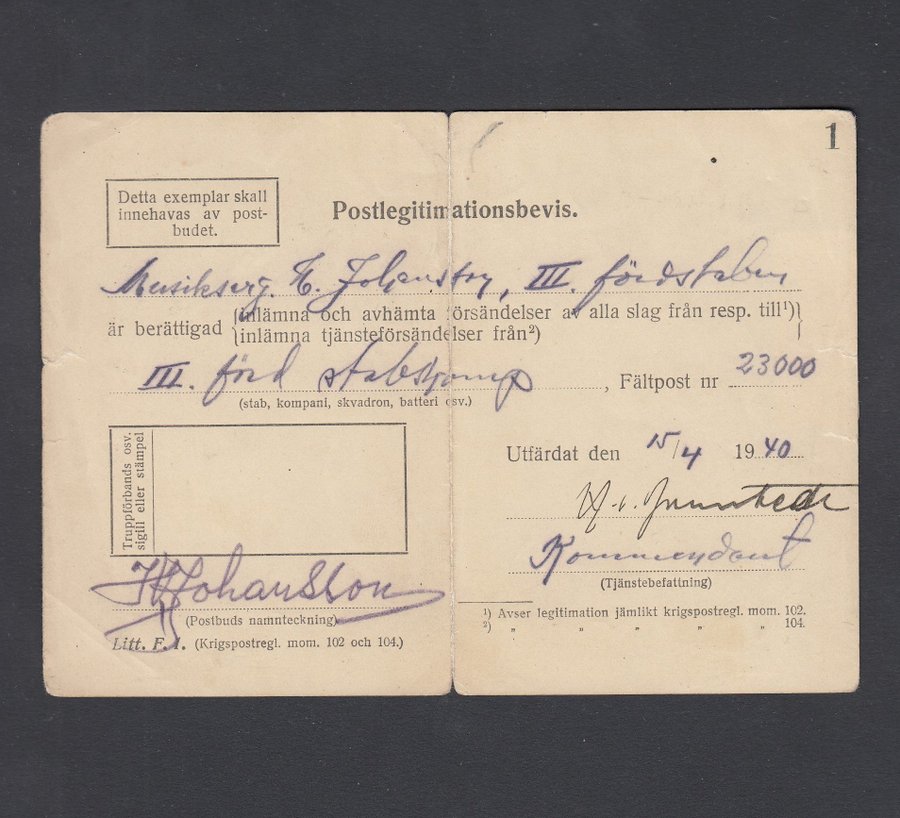 1
Detta exemplar skall
innehavas av post-
budet.
Postlegitimationsbevis.
Musikserg. H. Johansson, III. fördstaben
är berättigad
inlämna och avhämta försändelser av alla slag från resp. till¹)
inlämna tjänsteförsändelser från²)
III. förd stabskomp , Fältpost nr 23000
(stab, kompani, skvadron, batteri osv.)
Truppförbands osv.
sigill eller stämpel
Utfärdat den 15/4 1940
Kommendant
(Tjänstebefattning)
HJohansson
(Postbuds namnteckning)
Litt. F. 1. (Krigspostregl. mom. 102 och 104.)
¹) Avser legitimation jämlikt krigspostregl. mom. 102.
²) „ „ „ „ „ 104.